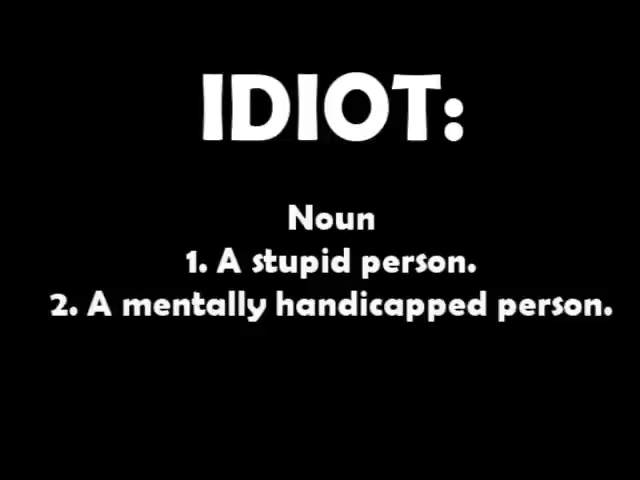 IDIOT:
Noun
1. A stupid person.
2. A mentally handicapped person.